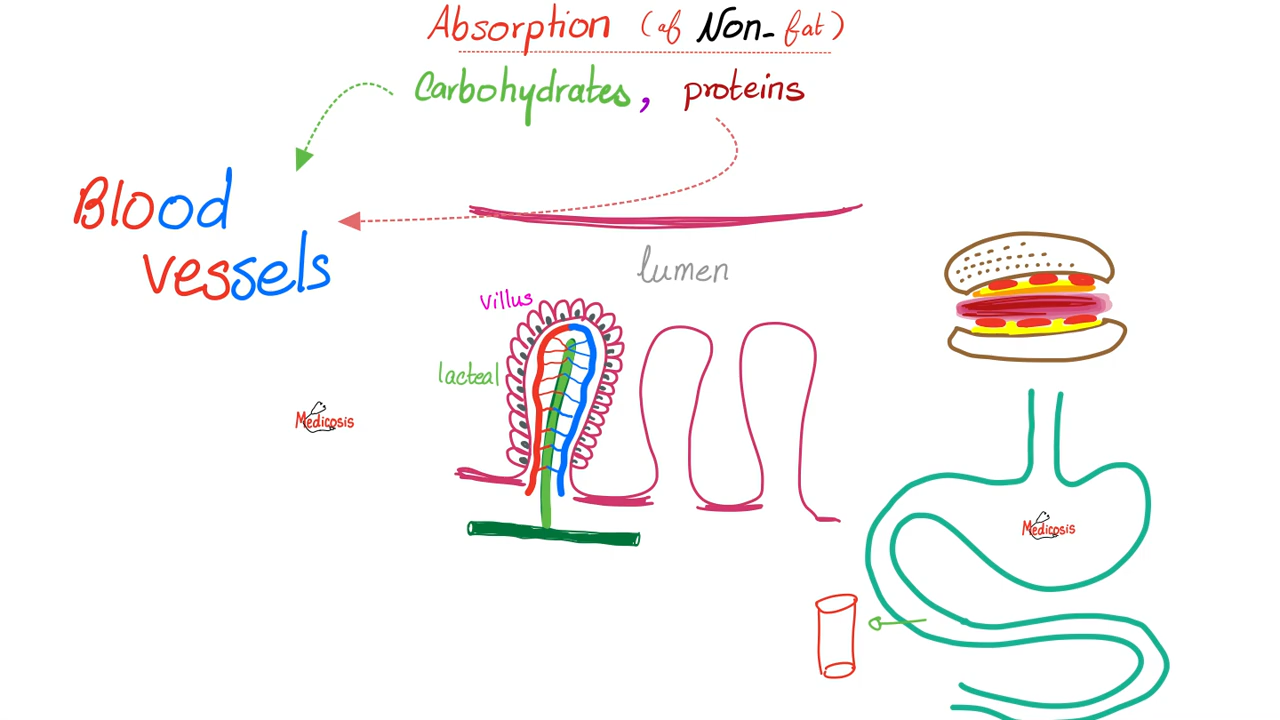 Absorption (of Non-fat)
Carbohydrates, proteins
Blood
vessels
lumen
villus
lacteal
Medicosis
Medicosis